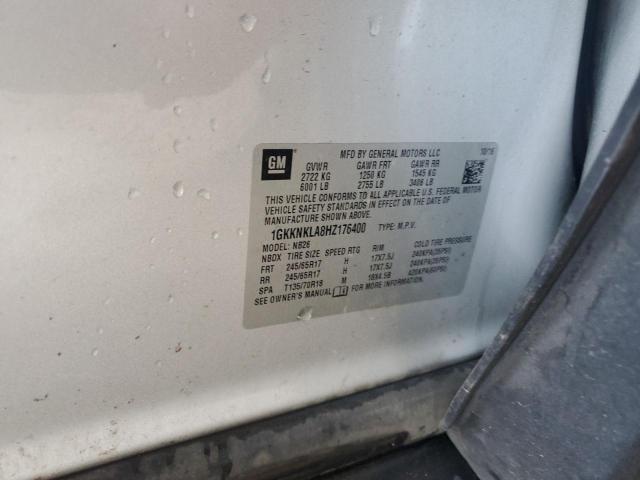 GM
MFD BY GENERAL MOTORS LLC 10/16
GVWR GAWR FRT GAWR RR
2722 KG 1250 KG 1545 KG
6001 LB 2755 LB 3406 LB
THIS VEHICLE CONFORMS TO ALL APPLICABLE U.S. FEDERAL MOTOR
VEHICLE SAFETY STANDARDS IN EFFECT ON THE DATE OF
MANUFACTURE SHOWN ABOVE.
1GKKNKLA8HZ176400 TYPE: M.P.V.
MODEL: NB26
NBDX TIRE SIZE SPEED RTG RIM COLD TIRE PRESSURE
FRT 245/65R17 H 17X7.5J 240KPA(35PSI)
RR 245/65R17 H 17X7.5J 240KPA(35PSI)
SPA T135/70R18 M 18X4.5B 420KPA(60PSI)
SEE OWNER'S MANUAL FOR MORE INFORMATION.